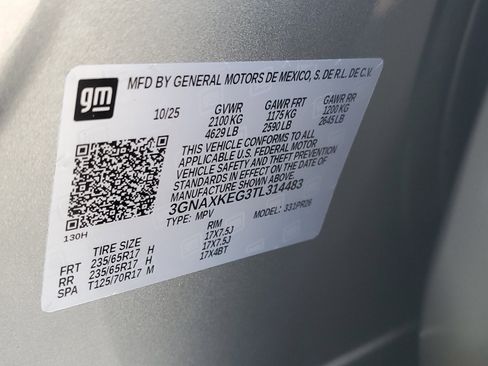 gm
MFD BY GENERAL MOTORS DE MEXICO, S. DE R.L. DE C.V.
10/25 GVWR GAWR FRT GAWR RR
2100 KG 1175 KG 1200 KG
4629 LB 2590 LB 2645 LB
THIS VEHICLE CONFORMS TO ALL
APPLICABLE U.S. FEDERAL MOTOR
VEHICLE SAFETY AND THEFT PREVENTION
STANDARDS IN EFFECT ON THE DATE OF
MANUFACTURE SHOWN ABOVE.
3GNAXKEG3TL314483
TYPE: MPV MODEL: 331PR26
130H
TIRE SIZE RIM
FRT 235/65R17 H 17X7.5J
RR 235/65R17 H 17X7.5J
SPA T125/70R17 M 17X4BT